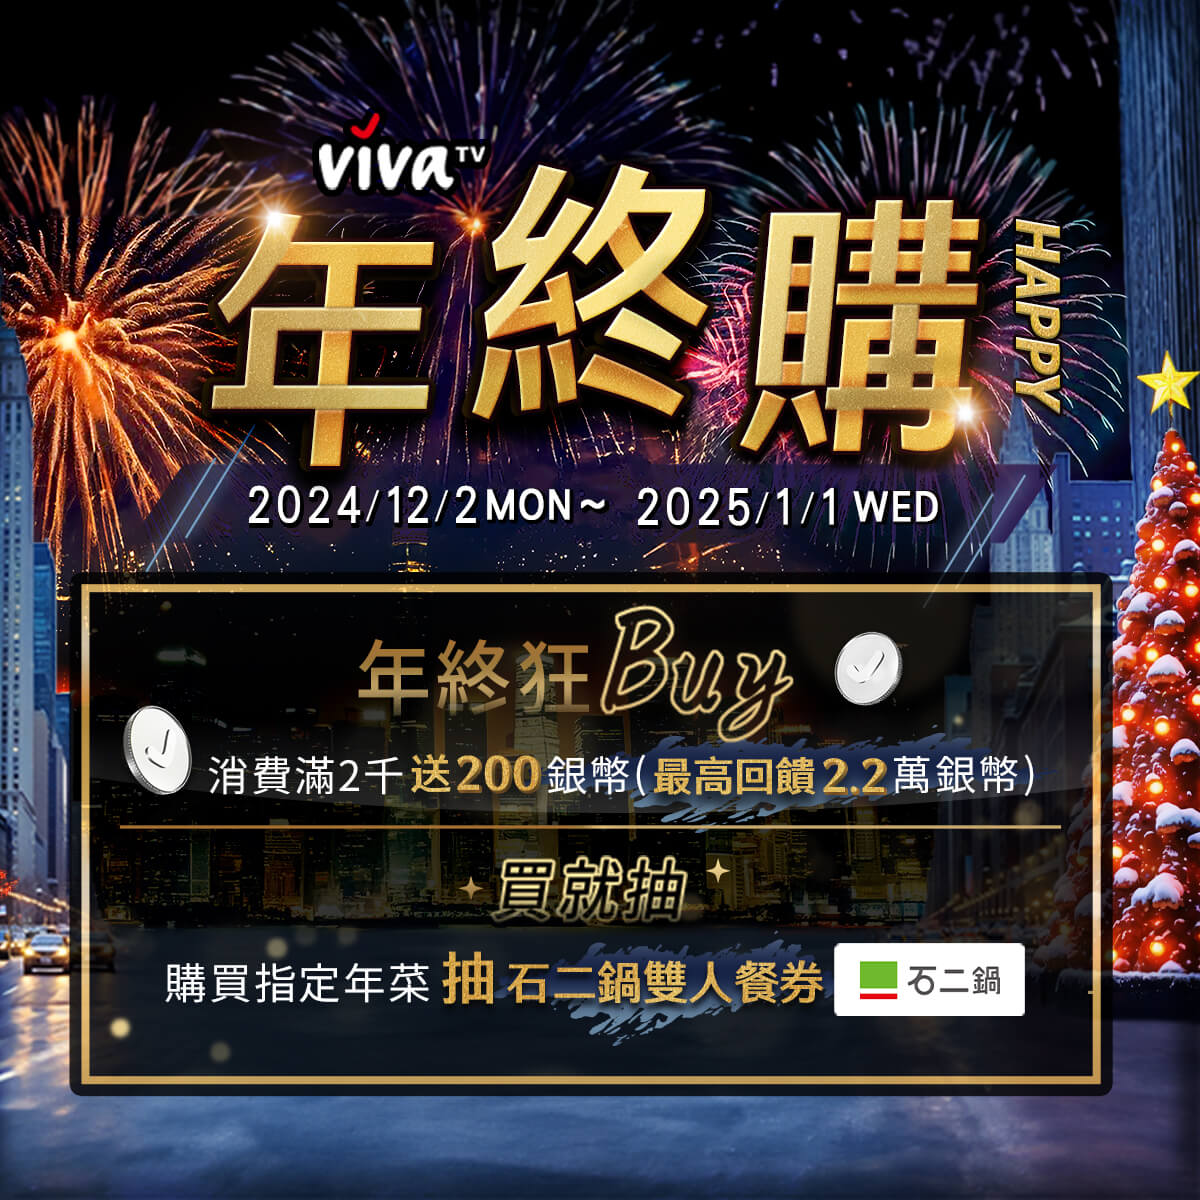 viva TV
年終購
HAPPY
2024/12/2 MON~ 2025/1/1 WED
年終狂Buy
消費滿2千送200銀幣(最高回饋2.2萬銀幣)
買就抽
購買指定年菜 抽 石二鍋雙人餐券 石二鍋